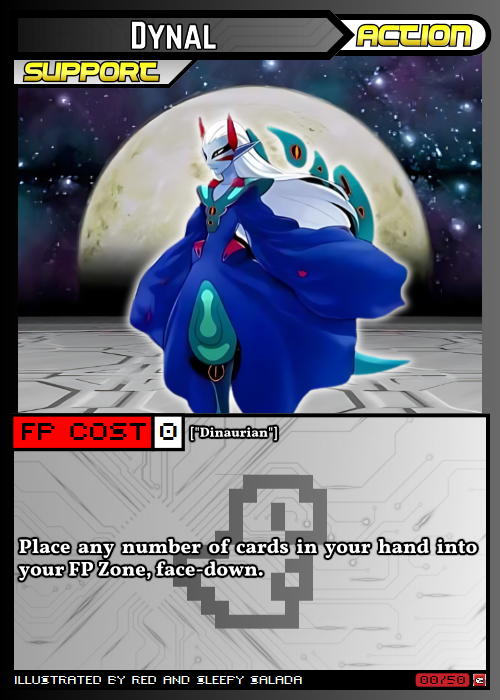 Dynal
ACTION
SUPPORT
FP COST 0 ["Dinaurian"]
Place any number of cards in your hand into
your FP Zone, face-down.
ILLUSTRATED BY RED AND SLEEPY SALADA
00/50